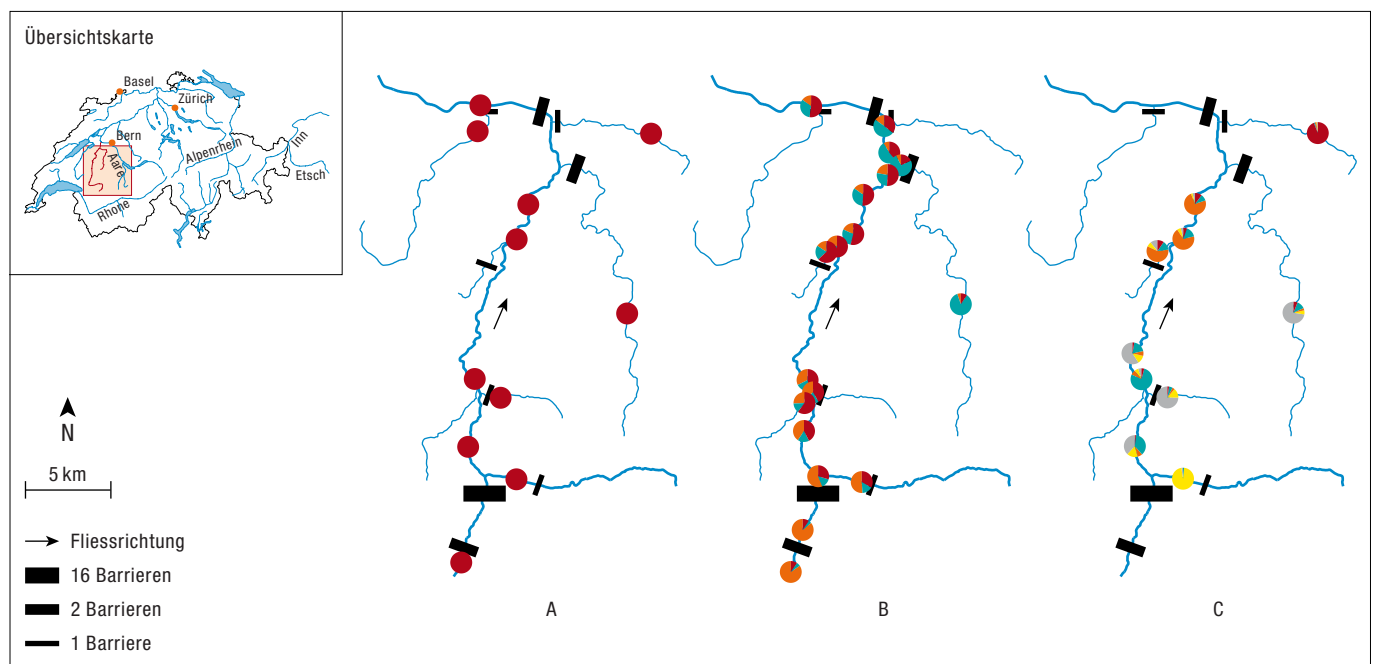 Übersichtskarte
Basel
Zürich
Bern
Aare
Alpenrhein
Inn
Etsch
Rhone
N
5 km
Fliessrichtung
16 Barrieren
2 Barrieren
1 Barriere
A
B
C